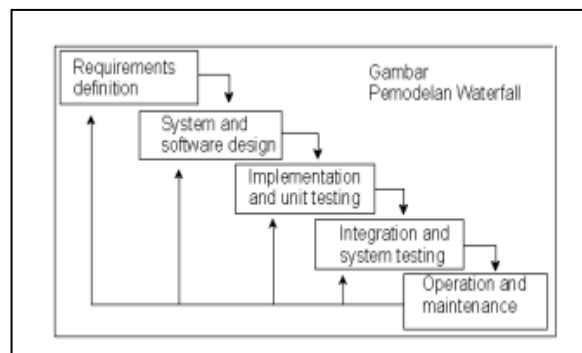 Requirements
definition
Gambar
Pemodelan Waterfall
System and
software design
Implementation
and unit testing
Integration and
system testing
Operation and
maintenance